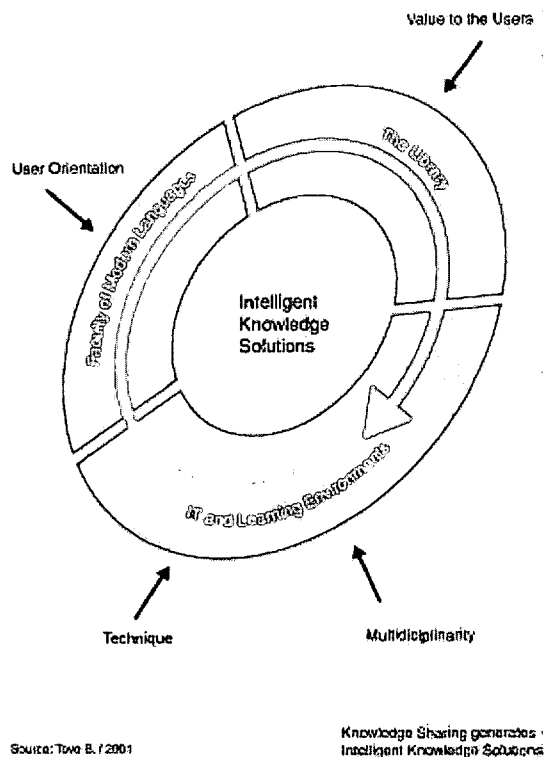 Value to the Users
The Library
User Orientation
Faculty of Modern Languages
Intelligent
Knowledge
Solutions
IT and Learning Environments
Technique
Multidiciplinarity
Knowledge Sharing generates
Intelligent Knowledge Solutions
Source: Tove B. / 2001